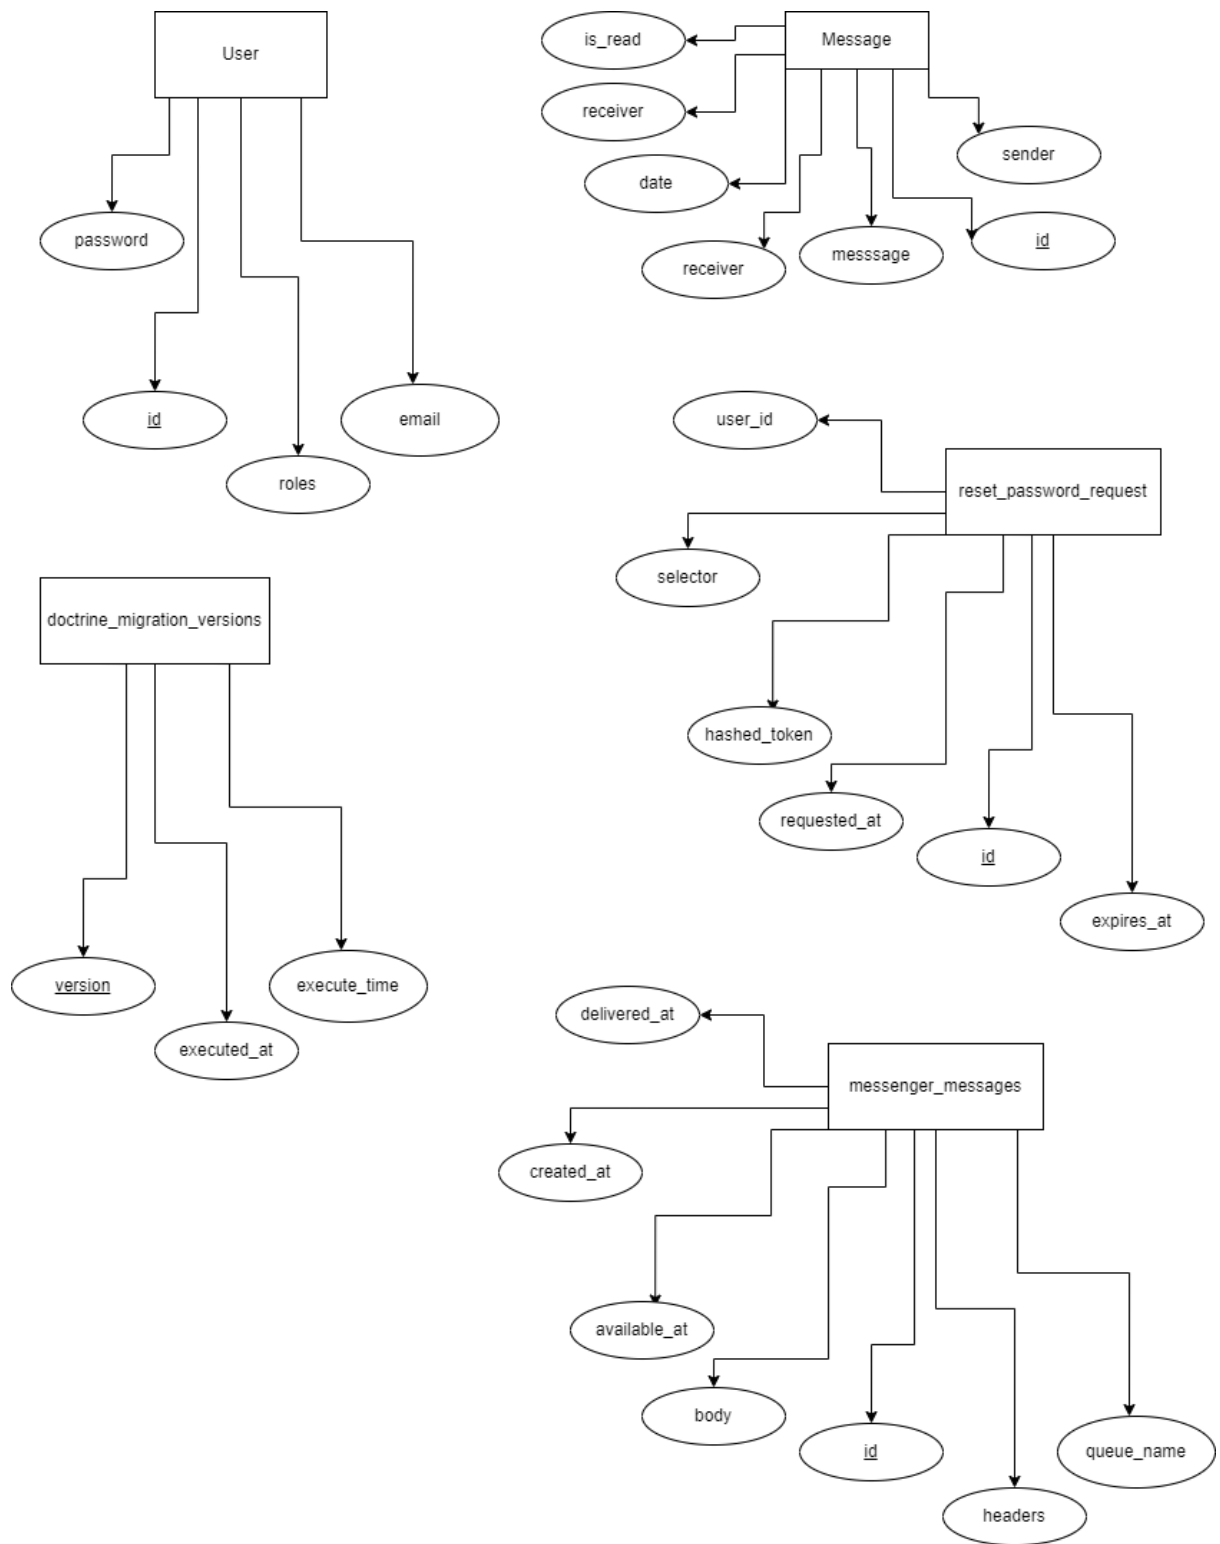 User
password
id
roles
email
Message
is_read
receiver
date
receiver
messsage
id
sender
doctrine_migration_versions
version
executed_at
execute_time
reset_password_request
user_id
selector
hashed_token
requested_at
id
expires_at
messenger_messages
delivered_at
created_at
available_at
body
id
headers
queue_name